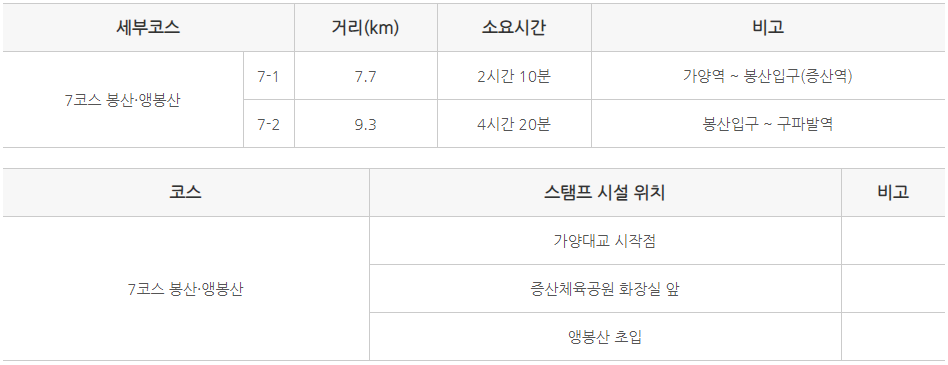 세부코스 거리(km) 소요시간 비고
7코스 봉산·앵봉산 7-1 7.7 2시간 10분 가양역 ~ 봉산입구(증산역)
7-2 9.3 4시간 20분 봉산입구 ~ 구파발역
코스 스탬프 시설 위치 비고
7코스 봉산·앵봉산 가양대교 시작점
증산체육공원 화장실 앞
앵봉산 초입